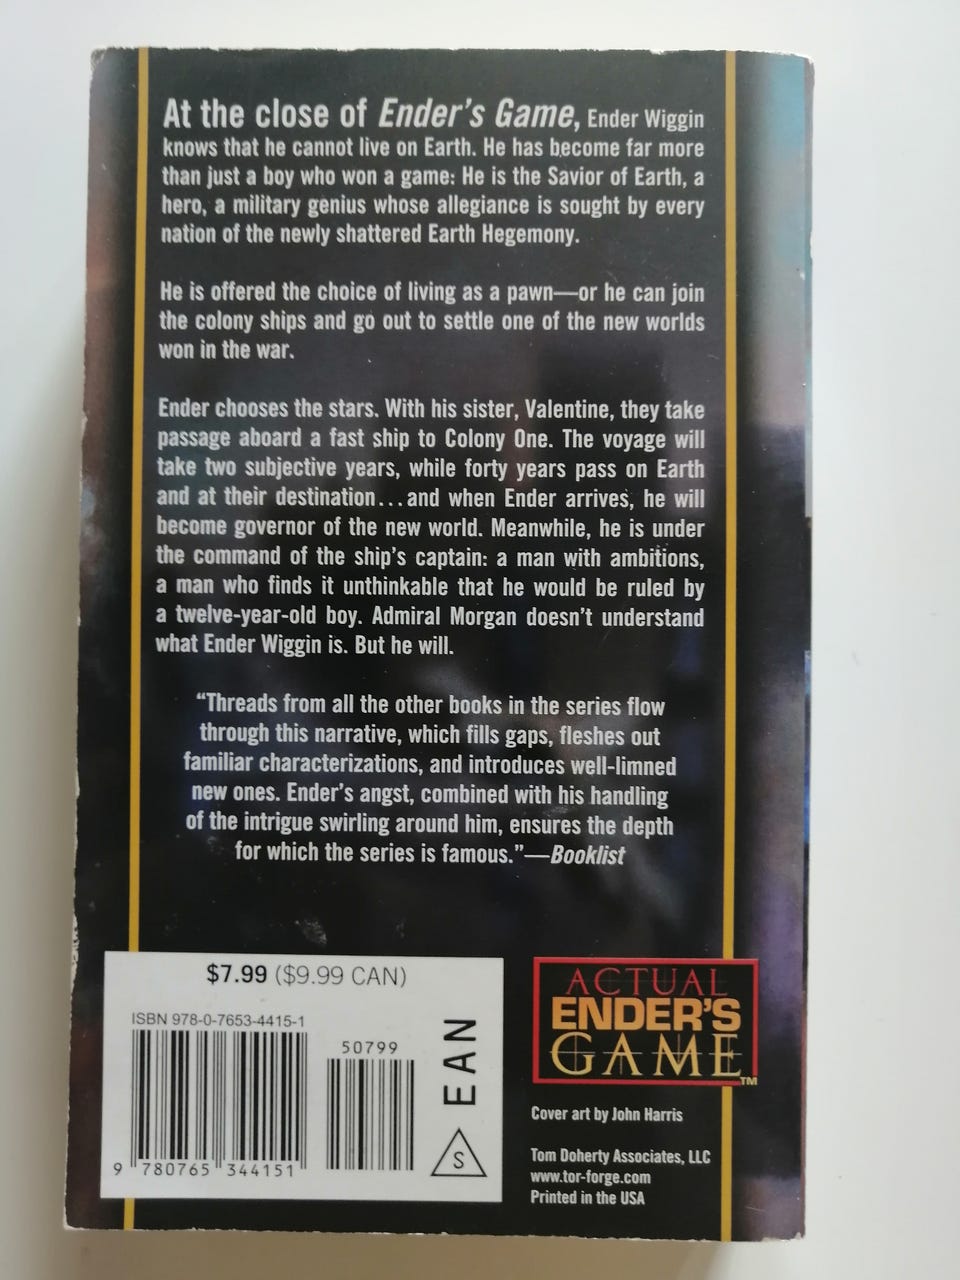 At the close of Ender's Game, Ender Wiggin
knows that he cannot live on Earth. He has become far more
than just a boy who won a game: He is the Savior of Earth, a
hero, a military genius whose allegiance is sought by every
nation of the newly shattered Earth Hegemony.
He is offered the choice of living as a pawn—or he can join
the colony ships and go out to settle one of the new worlds
won in the war.
Ender chooses the stars. With his sister, Valentine, they take
passage aboard a fast ship to Colony One. The voyage will
take two subjective years, while forty years pass on Earth
and at their destination...and when Ender arrives, he will
become governor of the new world. Meanwhile, he is under
the command of the ship's captain: a man with ambitions,
a man who finds it unthinkable that he would be ruled by
a twelve-year-old boy. Admiral Morgan doesn't understand
what Ender Wiggin is. But he will.
"Threads from all the other books in the series flow
through this narrative, which fills gaps, fleshes out
familiar characterizations, and introduces well-limned
new ones. Ender's angst, combined with his handling
of the intrigue swirling around him, ensures the depth
for which the series is famous."—Booklist
$7.99 ($9.99 CAN)
ISBN 978-0-7653-4415-1
50799
9 780765 344151
EAN
S
ACTUAL
ENDER'S
GAME™
Cover art by John Harris
Tom Doherty Associates, LLC
www.tor-forge.com
Printed in the USA